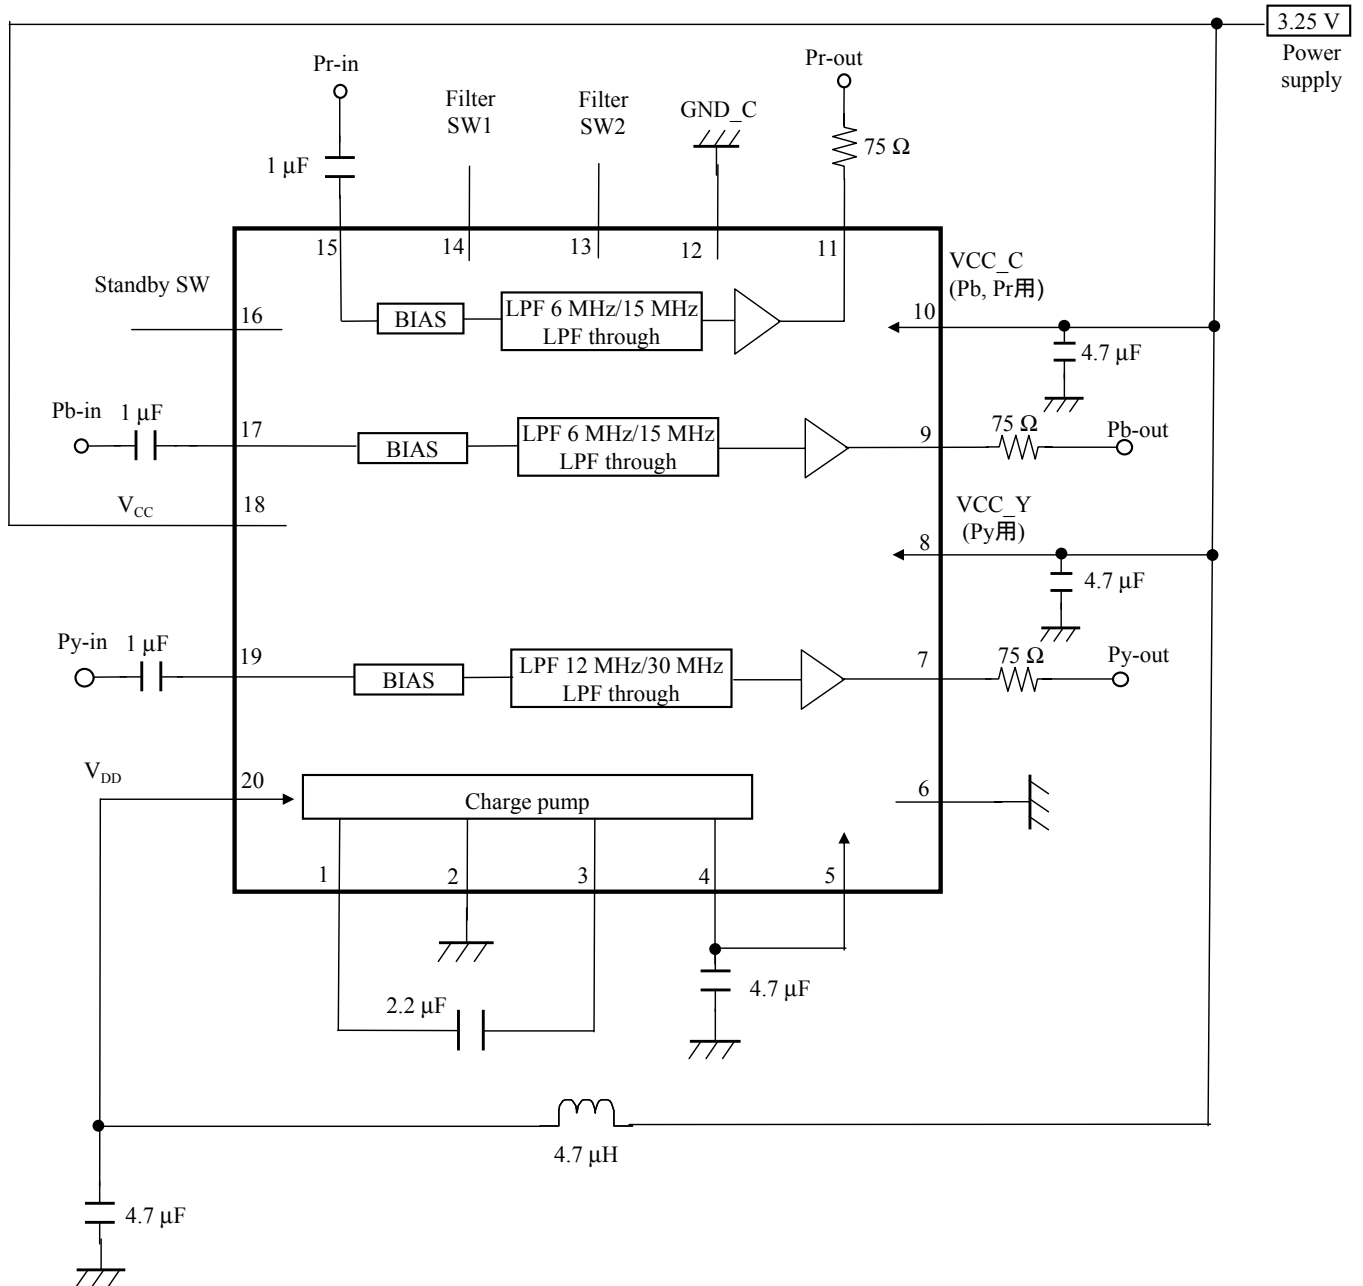 3.25 V
Power
supply
Pr-in
Pr-out
Filter
SW1
Filter
SW2
GND_C
1 μF
75 Ω
15
14
13
12
11
VCC_C
(Pb, Pr用)
Standby SW
16
BIAS
LPF 6 MHz/15 MHz
LPF through
10
4.7 μF
Pb-in
1 μF
17
BIAS
LPF 6 MHz/15 MHz
LPF through
9
75 Ω
Pb-out
VCC
18
VCC_Y
(Py用)
8
4.7 μF
Py-in
1 μF
19
BIAS
LPF 12 MHz/30 MHz
LPF through
7
75 Ω
Py-out
VDD
20
Charge pump
6
1
2
3
4
5
2.2 μF
4.7 μF
4.7 μH
4.7 μF